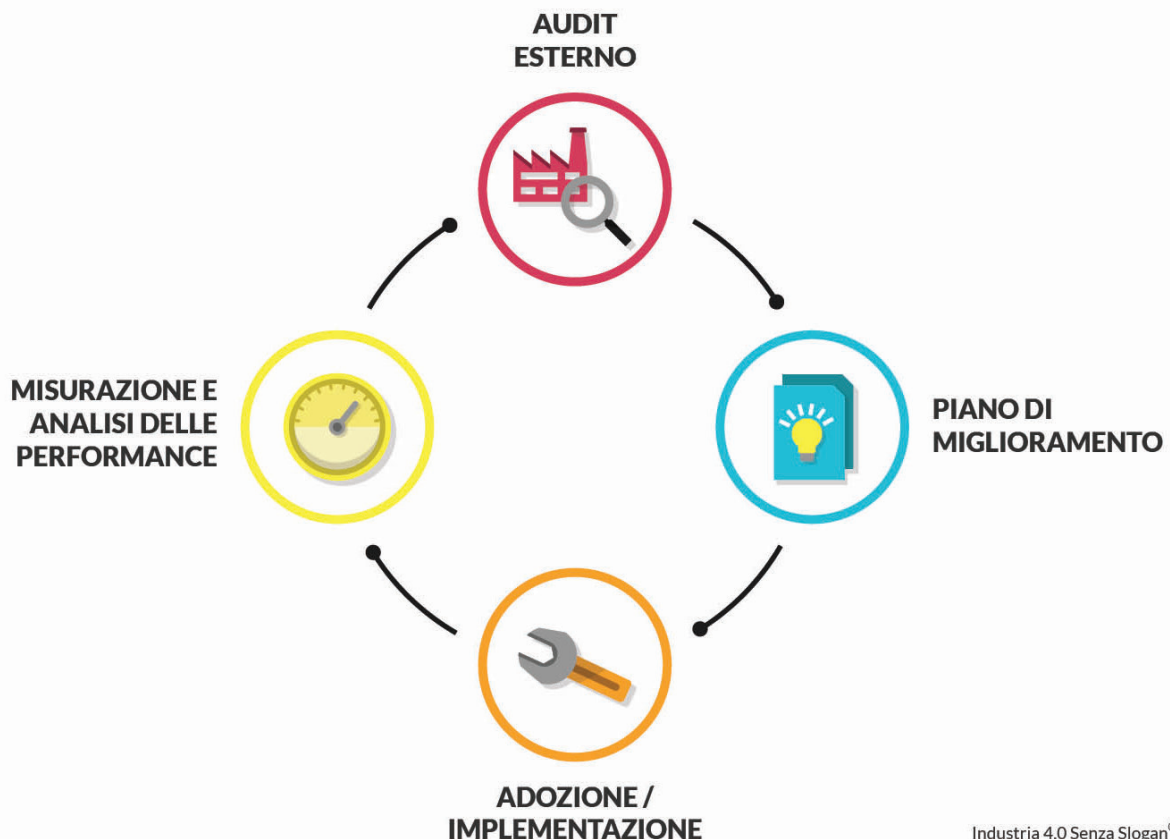 AUDIT
ESTERNO
MISURAZIONE E
ANALISI DELLE
PERFORMANCE
PIANO DI
MIGLIORAMENTO
ADOZIONE /
IMPLEMENTAZIONE
Industria 4.0 Senza Slogan